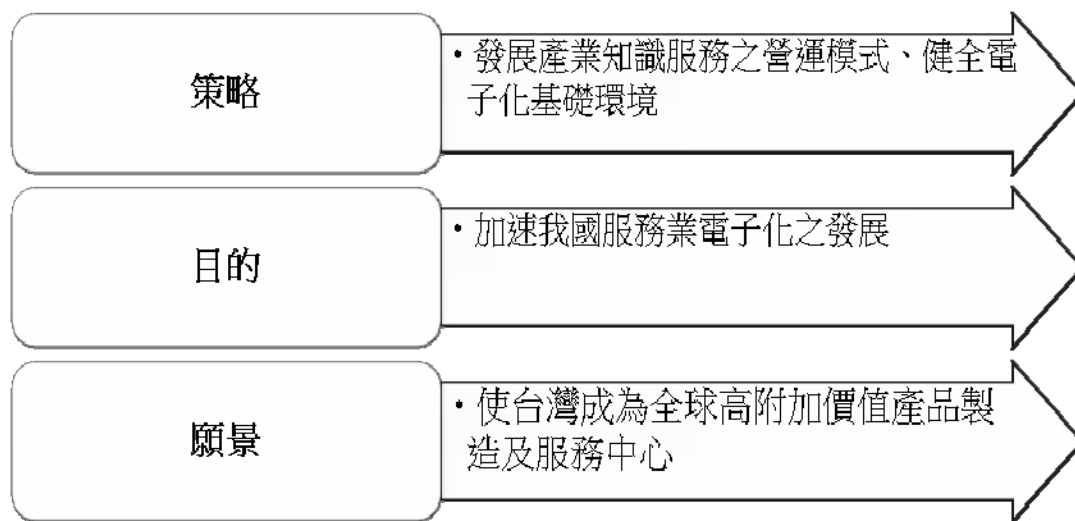 策略
•發展產業知識服務之營運模式、健全電
子化基礎環境
目的
•加速我國服務業電子化之發展
願景
•使台灣成為全球高附加價值產品製
造及服務中心